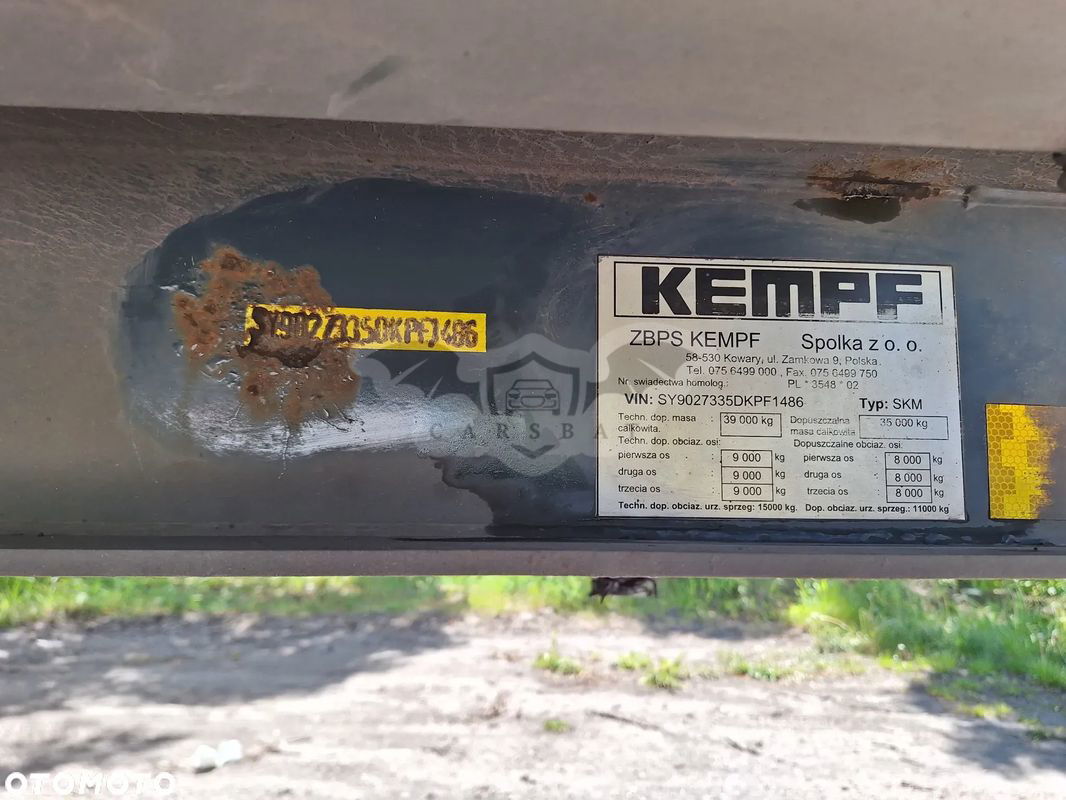 SY9027335DKPF1486
KEMPF
ZBPS KEMPF Spolka z o. o.
58-530 Kowary, ul. Zamkowa 9, Polska
Tel. 075 6499 000 , Fax. 075 6499 750
Nr. swiadectwa homolog.: PL * 3548 * 02
VIN: SY9027335DKPF1486 Typ: SKM
Techn. dop. masa calkowita. : 39 000 kg Dopuszczalna masa calkowita : 35 000 kg
Techn. dop. obciaz. osi: Dopuszczalne obciaz. osi:
pierwsza os : 9 000 kg pierwsza os : 8 000 kg
druga os : 9 000 kg druga os : 8 000 kg
trzecia os : 9 000 kg trzecia os : 8 000 kg
Techn. dop. obciaz. urz. sprzeg: 15000 kg. Dop. obciaz. urz. sprzeg.: 11000 kg
OTOMOTO